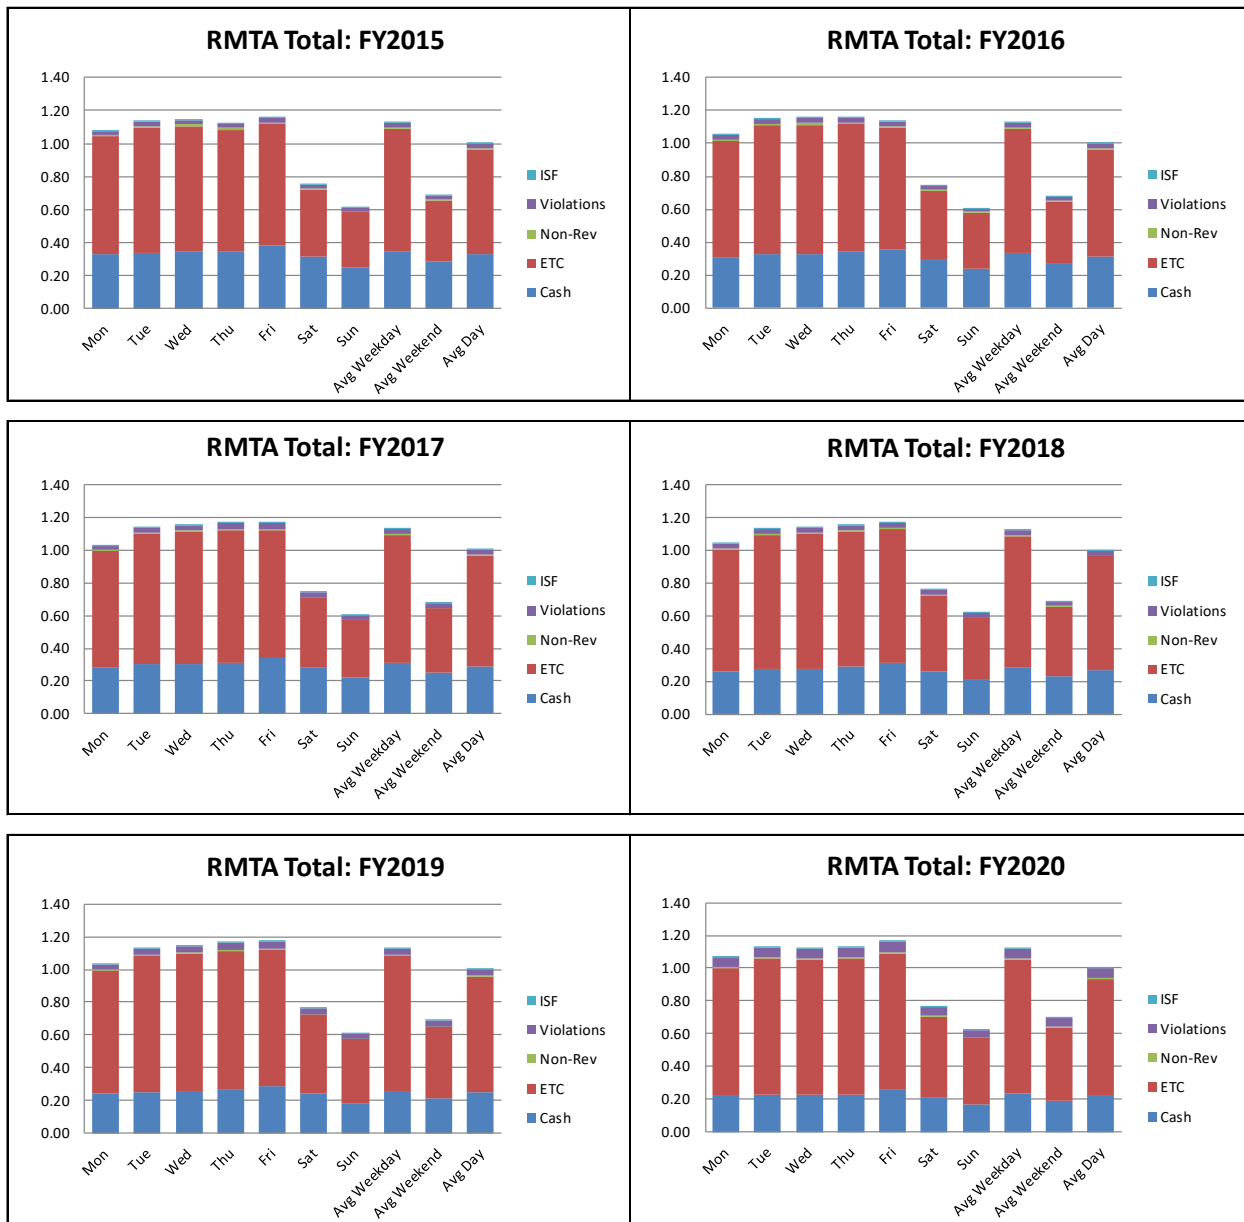 RMTA Total: FY2015
1.40
1.20
1.00
0.80
0.60
0.40
0.20
0.00
Mon
Tue
Wed
Thu
Fri
Sat
Sun
Avg Weekday
Avg Weekend
Avg Day
ISF
Violations
Non-Rev
ETC
Cash
RMTA Total: FY2016
1.40
1.20
1.00
0.80
0.60
0.40
0.20
0.00
Mon
Tue
Wed
Thu
Fri
Sat
Sun
Avg Weekday
Avg Weekend
Avg Day
ISF
Violations
Non-Rev
ETC
Cash
RMTA Total: FY2017
1.40
1.20
1.00
0.80
0.60
0.40
0.20
0.00
Mon
Tue
Wed
Thu
Fri
Sat
Sun
Avg Weekday
Avg Weekend
Avg Day
ISF
Violations
Non-Rev
ETC
Cash
RMTA Total: FY2018
1.40
1.20
1.00
0.80
0.60
0.40
0.20
0.00
Mon
Tue
Wed
Thu
Fri
Sat
Sun
Avg Weekday
Avg Weekend
Avg Day
ISF
Violations
Non-Rev
ETC
Cash
RMTA Total: FY2019
1.40
1.20
1.00
0.80
0.60
0.40
0.20
0.00
Mon
Tue
Wed
Thu
Fri
Sat
Sun
Avg Weekday
Avg Weekend
Avg Day
ISF
Violations
Non-Rev
ETC
Cash
RMTA Total: FY2020
1.40
1.20
1.00
0.80
0.60
0.40
0.20
0.00
Mon
Tue
Wed
Thu
Fri
Sat
Sun
Avg Weekday
Avg Weekend
Avg Day
ISF
Violations
Non-Rev
ETC
Cash